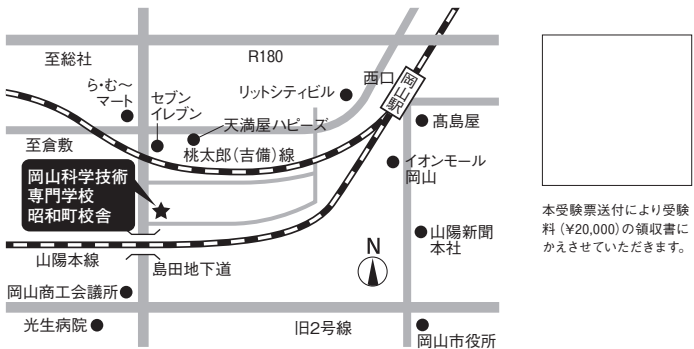 至総社
R180
西口
岡山駅
ら・む〜
マート
セブン
イレブン
リットシティビル
天満屋ハピーズ
髙島屋
至倉敷
桃太郎（吉備）線
イオンモール
岡山
岡山科学技術
専門学校
昭和町校舎
山陽新聞
本社
N
山陽本線
島田地下道
岡山商工会議所
光生病院
旧2号線
岡山市役所
本受験票送付により受験
料（¥20,000）の領収書に
かえさせていただきます。